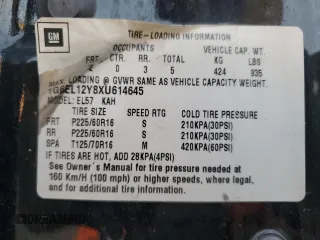 GM
TIRE-LOADING INFORMATION
OCCUPANTS VEHICLE CAP. WT.
FRT. CTR. RR. TOTAL KG LBS
2 0 3 5 424 935
MAX. LOADING @ GVWR SAME AS VEHICLE CAPACITY WEIGHT.
1G6EL12Y8XU614645
MODEL: EL57 KAH
TIRE SIZE SPEED RTG COLD TIRE PRESSURE
FRT P225/60R16 S 210KPA(30PSI)
RR P225/60R16 S 210KPA(30PSI)
SPA T125/70R16 M 420KPA(60PSI)
IF TIRES ARE HOT, ADD 28KPA(4PSI)
See Owner's Manual for tire pressure needed at
160 Km/H (100 mph) or higher speeds, where legal,
and for additional tire information.